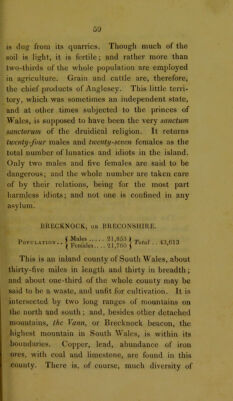 59
is dug from its quarries. Though much of the
soil is light, it is fertile; and rather more than
two-thirds of the whole population are employed
in agriculture. Grain and cattle are, therefore,
the chief products of Anglesey. This little terri-
tory, which was sometimes an independent state,
and at other times subjected to the princes of
Wales, is supposed to have been the very sanctum
sanctorum of the druidical religion. It returns
twenty-four males and twenty-seven females as the
total number of lunatics and idiots in the island.
Only two males and five females are said to be
dangerous; and the whole number are taken care
of by their relations, being for the most part
harmless idiots; and not one is confined in any
asylum.
BRECKNOCK, OR BRECONSHIRE.
Population.. { Males ..... 21,853 } Total .. 43,613
{ Females.... 21,760 }
This is an inland county of South Wales, about
thirty-five miles in length and thirty in breadth;
and about one-third of the whole county may be
said to be a waste, and unfit for cultivation. It is
intersected by two long ranges of mountains on
the north and south; and, besides other detached
mountains, the Vann, or Brecknock beacon, the
highest mountain in South Wales, is within its
boundaries. Copper, lead, abundance of iron
ores, with coal and limestone, are found in this
county. There is, of course, much diversity of